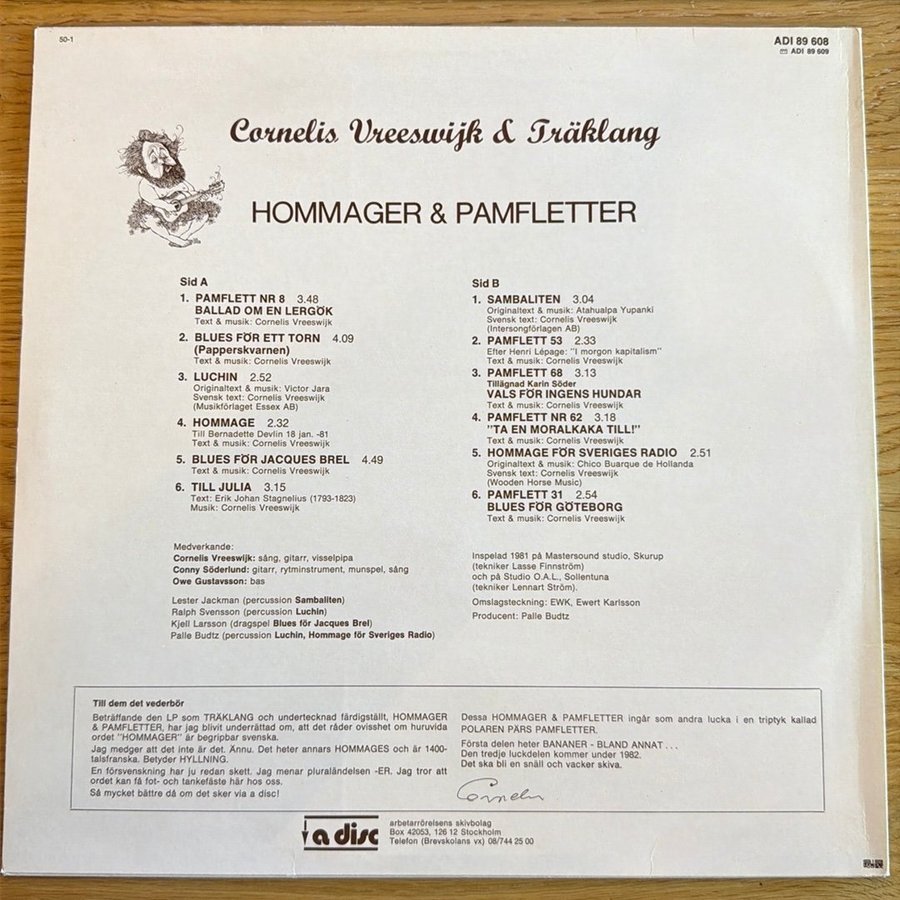 50-1
ADI 89 608
ADI 89 609
Cornelis Vreeswijk & Träklang
HOMMAGER & PAMFLETTER
Sid A
1. PAMFLETT NR 8 3.48
BALLAD OM EN LERGÖK
Text & musik: Cornelis Vreeswijk
2. BLUES FÖR ETT TORN 4.09
(Papperskvarnen)
Text & musik: Cornelis Vreeswijk
3. LUCHIN 2.52
Originaltext & musik: Victor Jara
Svensk text: Cornelis Vreeswijk
(Musikförlaget Essex AB)
4. HOMMAGE 2.32
Till Bernadette Devlin 18 jan. -81
Text & musik: Cornelis Vreeswijk
5. BLUES FÖR JACQUES BREL 4.49
Text & musik: Cornelis Vreeswijk
6. TILL JULIA 3.15
Text: Erik Johan Stagnelius (1793-1823)
Musik: Cornelis Vreeswijk
Sid B
1. SAMBALITEN 3.04
Originaltext & musik: Atahualpa Yupanki
Svensk text: Cornelis Vreeswijk
(Intersongförlagen AB)
2. PAMFLETT 53 2.33
Efter Henri Lépage: "I morgon kapitalism"
Text & musik: Cornelis Vreeswijk
3. PAMFLETT 68 3.13
Tillägnad Karin Söder
VALS FÖR INGENS HUNDAR
Text & musik: Cornelis Vreeswijk
4. PAMFLETT NR 62 3.18
"TA EN MORALKAKA TILL!"
Text & musik: Cornelis Vreeswijk
5. HOMMAGE FÖR SVERIGES RADIO 2.51
Originaltext & musik: Chico Buarque de Hollanda
Svensk text: Cornelis Vreeswijk
(Wooden Horse Music)
6. PAMFLETT 31 2.54
BLUES FÖR GÖTEBORG
Text & musik: Cornelis Vreeswijk
Medverkande:
Cornelis Vreeswijk: sång, gitarr, visselpipa
Conny Söderlund: gitarr, rytminstrument, munspel, sång
Owe Gustavsson: bas
Lester Jackman (percussion Sambaliten)
Ralph Svensson (percussion Luchin)
Kjell Larsson (dragspel Blues för Jacques Brel)
Palle Budtz (percussion Luchin, Hommage för Sveriges Radio)
Inspelad 1981 på Mastersound studio, Skurup
(tekniker Lasse Finnström)
och på Studio O.A.L., Sollentuna
(tekniker Lennart Ström).
Omslagsteckning: EWK, Ewert Karlsson
Producent: Palle Budtz
Till dem det vederbör
Beträffande den LP som TRÄKLANG och undertecknad färdigställt, HOMMAGER
& PAMFLETTER, har jag blivit underrättad om, att det råder ovisshet om huruvida
ordet "HOMMAGER" är begripbar svenska.
Jag medger att det inte är det. Ännu. Det heter annars HOMMAGES och är 1400-
talsfranska. Betyder HYLLNING.
En försvenskning har ju redan skett. Jag menar pluraländelsen -ER. Jag tror att
ordet kan få fot- och tankefäste här hos oss.
Så mycket bättre då om det sker via a disc!
Dessa HOMMAGER & PAMFLETTER ingår som andra lucka i en triptyk kallad
POLAREN PÄRS PAMFLETTER.
Första delen heter BANANER - BLAND ANNAT . . .
Den tredje luckdelen kommer under 1982.
Det ska bli en snäll och vacker skiva.
Cornelis
a disc
arbetarrörelsens skivbolag
Box 42053, 126 12 Stockholm
Telefon (Brevskolans vx) 08/744 25 00